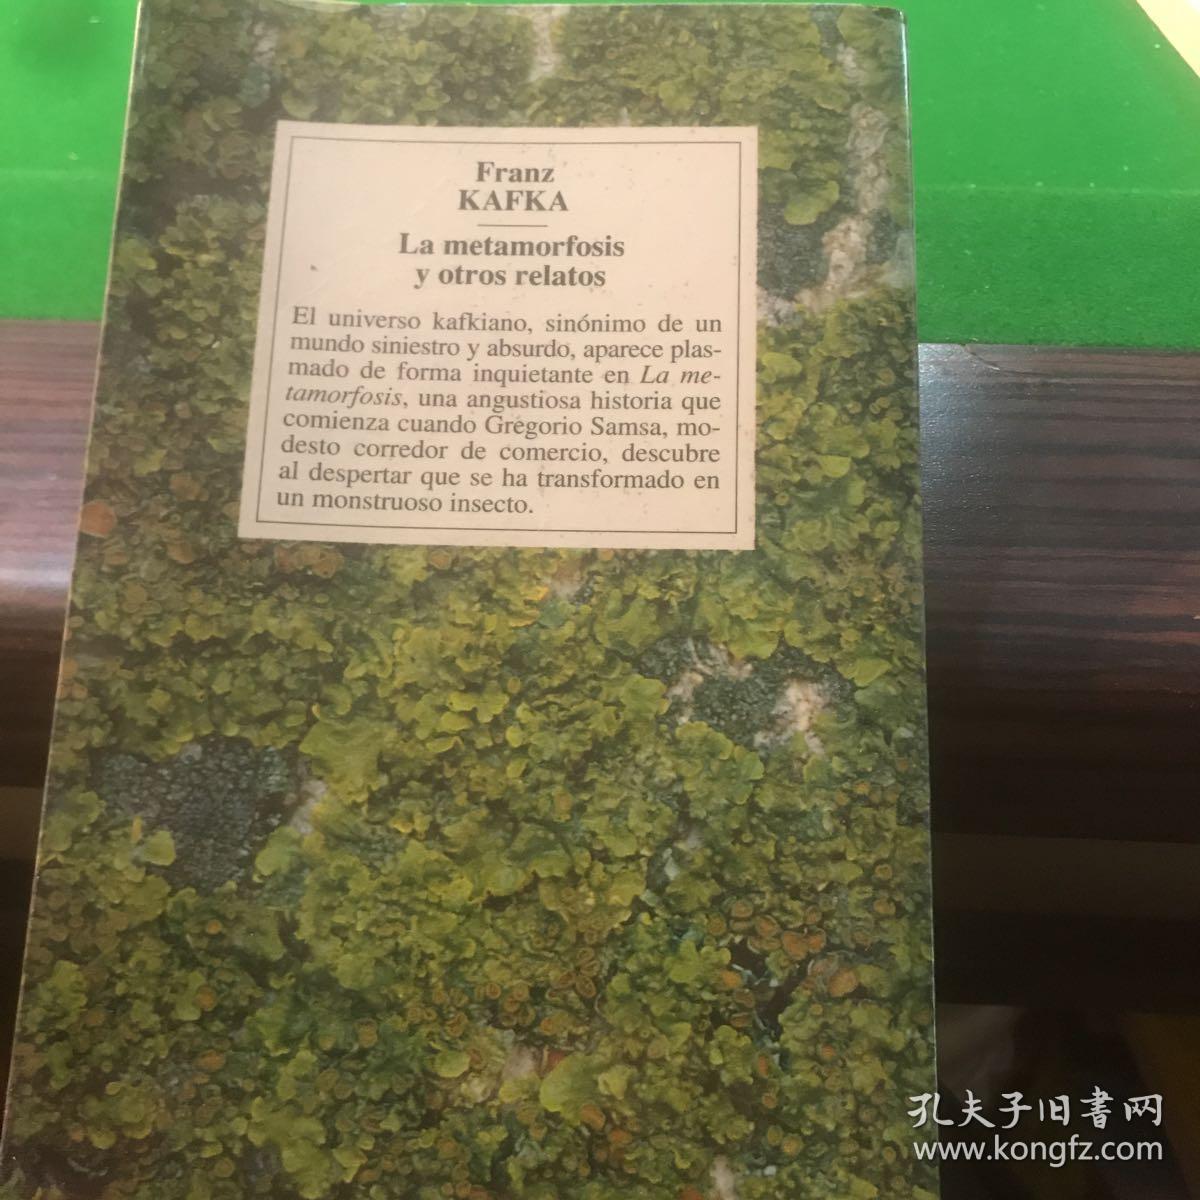 Franz
KAFKA
La metamorfosis
y otros relatos
El universo kafkiano, sinónimo de un
mundo siniestro y absurdo, aparece plas-
mado de forma inquietante en La me-
tamorfosis, una angustiosa historia que
comienza cuando Gregorio Samsa, mo-
desto corredor de comercio, descubre
al despertar que se ha transformado en
un monstruoso insecto.
孔夫子旧書网
www.kongfz.com